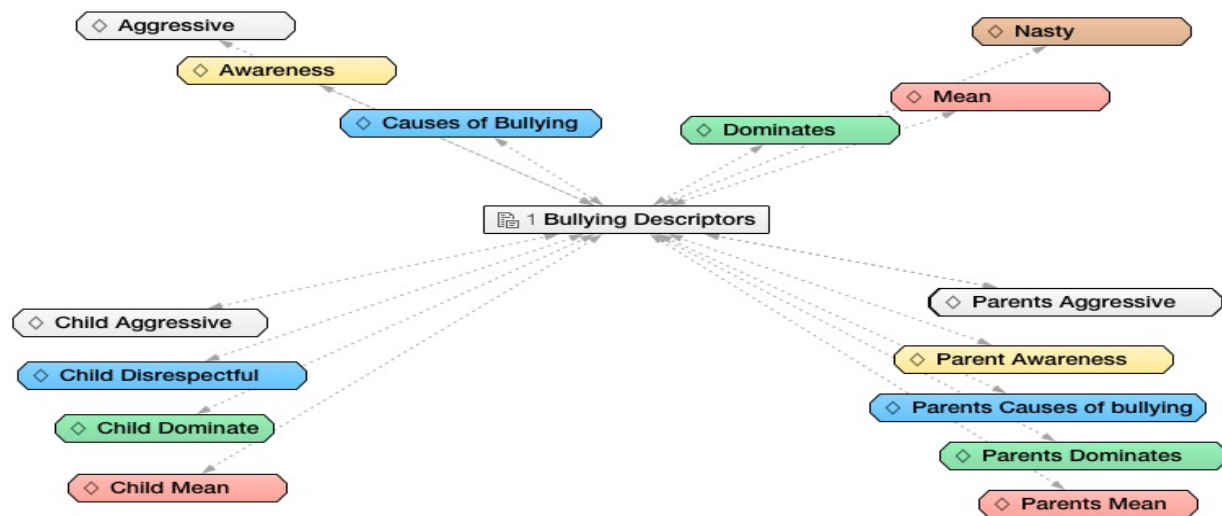 Aggressive
Nasty
Awareness
Mean
Causes of Bullying
Dominates
1 Bullying Descriptors
Parents Aggressive
Child Aggressive
Parent Awareness
Child Disrespectful
Parents Causes of bullying
Child Dominate
Parents Dominates
Child Mean
Parents Mean